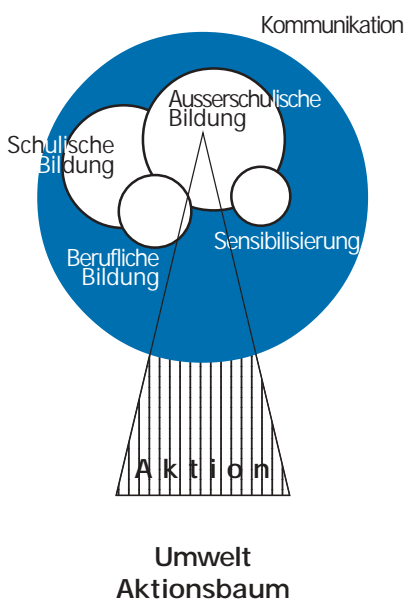 Kommunikation
Ausserschulische
Bildung
Schulische
Bildung
Sensibilisierung
Berufliche
Bildung
Aktion
Umwelt
Aktionsbaum